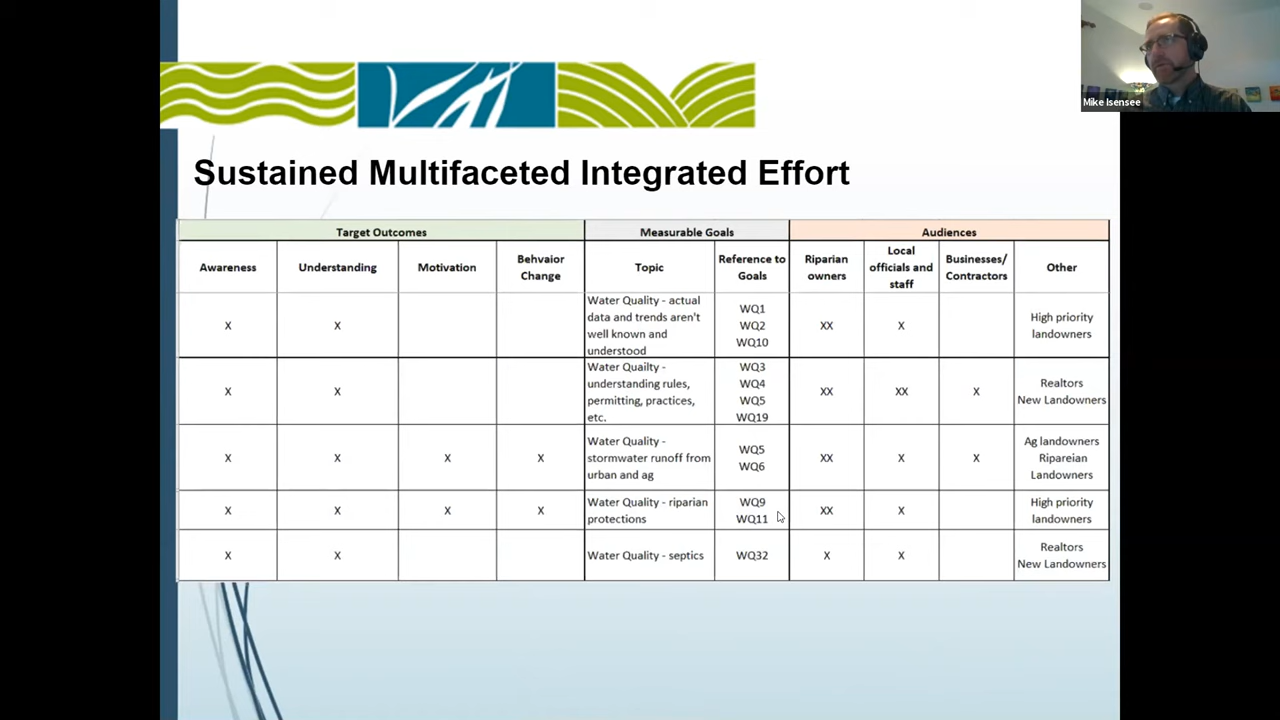 Mike Isensee
Sustained Multifaceted Integrated Effort
Target Outcomes Measurable Goals Audiences
Awareness Understanding Motivation Behvaior Change Topic Reference to Goals Riparian owners Local officials and staff Businesses/ Contractors Other
X X Water Quality - actual data and trends aren't well known and understood WQ1 WQ2 WQ10 XX X High priority landowners
X X Water Quailty - understanding rules, permitting, practices, etc. WQ3 WQ4 WQ5 WQ19 XX XX X Realtors New Landowners
X X X X Water Quality - stormwater runoff from urban and ag WQ5 WQ6 XX X X Ag landowners Ripareian Landowners
X X X X Water Quality - riparian protections WQ9 WQ11 XX X High priority landowners
X X Water Quality - septics WQ32 X X Realtors New Landowners